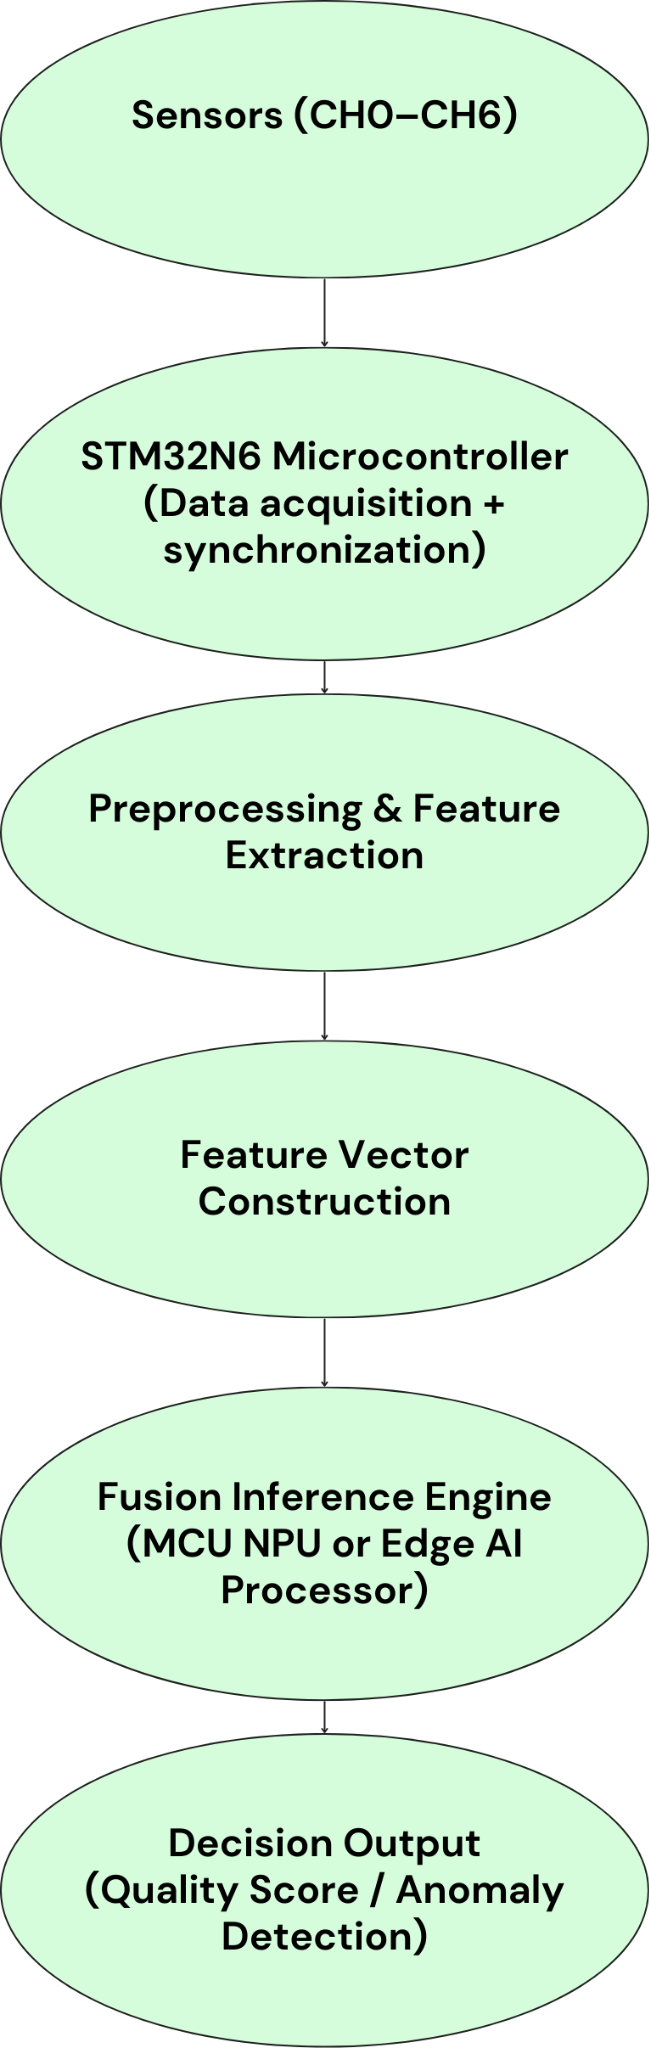 Sensors (CH0–CH6)
STM32N6 Microcontroller
(Data acquisition +
synchronization)
Preprocessing & Feature
Extraction
Feature Vector
Construction
Fusion Inference Engine
(MCU NPU or Edge AI
Processor)
Decision Output
(Quality Score / Anomaly
Detection)